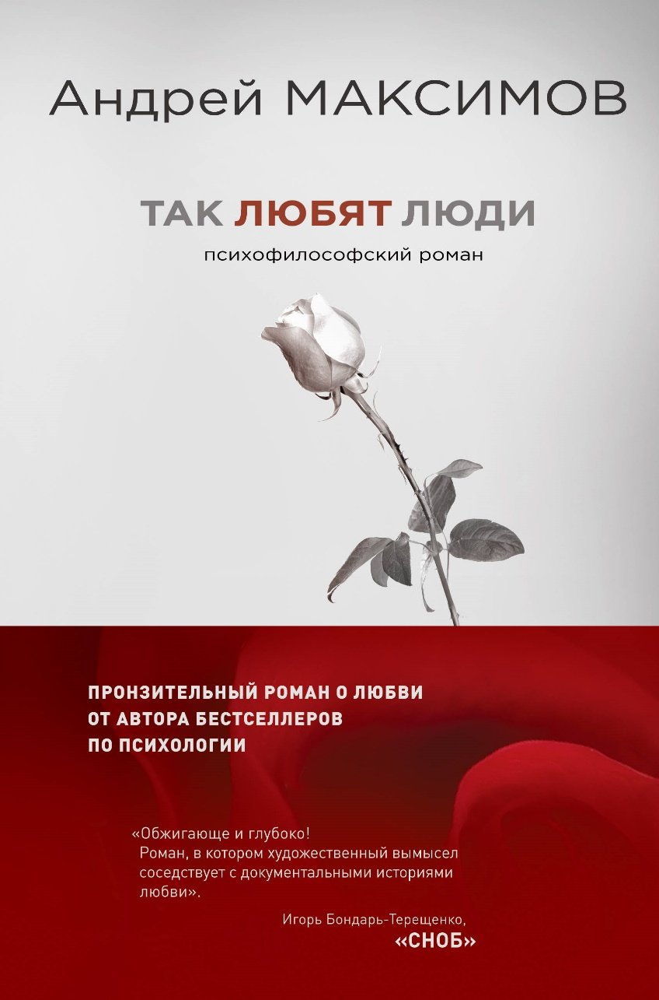 Андрей МАКСИМОВ
ТАК ЛЮБЯТ ЛЮДИ
психофилософский роман
ПРОНЗИТЕЛЬНЫЙ РОМАН О ЛЮБВИ
ОТ АВТОРА БЕСТСЕЛЛЕРОВ
ПО ПСИХОЛОГИИ
«Обжигающе и глубоко!
Роман, в котором художественный вымысел
соседствует с документальными историями
любви».
Игорь Бондарь-Терещенко,
«СНОБ»